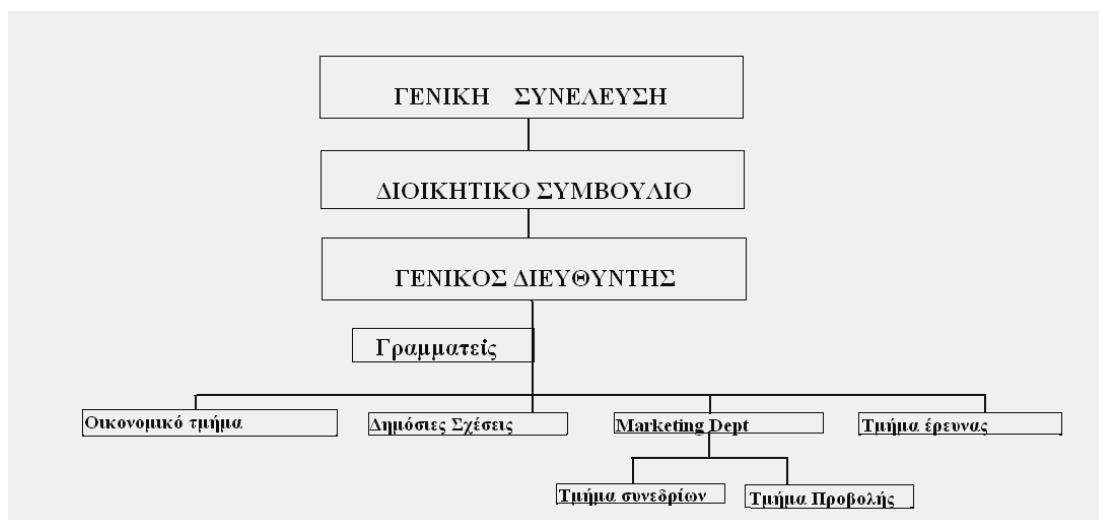 ΓΕΝΙΚΗ ΣΥΝΕΛΕΥΣΗ
ΔΙΟΙΚΗΤΙΚΟ ΣΥΜΒΟΥΛΙΟ
ΓΕΝΙΚΟΣ ΔΙΕΥΘΥΝΤΗΣ
Γραμματείς
Οικονομικό τμήμα
Δημόσιες Σχέσεις
Marketing Dept
Τμήμα έρευνας
Τμήμα συνεδρίων
Τμήμα Προβολής